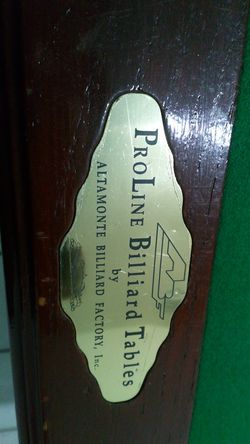 PROLINE BILLIARD TABLES
by
ALTAMONTE BILLIARD FACTORY, Inc.